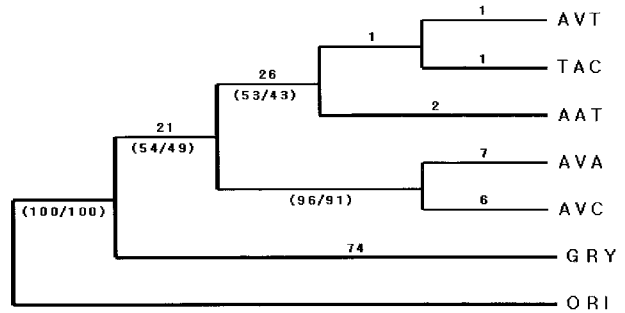 1 AVT
1
1 TAC
26
(53/43)
2 AAT
21
(54/49)
7 AVA
(96/91)
6 AVC
(100/100)
74 GRY
ORI